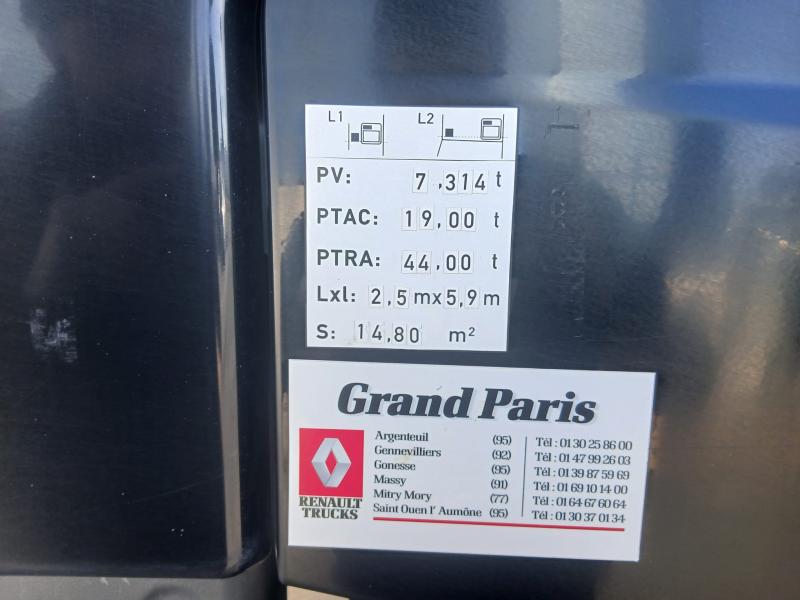 L1 L2
PV: 7,314 t
PTAC: 19,00 t
PTRA: 44,00 t
Lxl: 2,5mx5,9m
S: 14,80 m²
Grand Paris
Argenteuil (95) Tél : 01 30 25 86 00
Gennevilliers (92) Tél : 01 47 99 26 03
Gonesse (95) Tél : 01 39 87 59 69
Massy (91) Tél : 01 69 10 14 00
Mitry Mory (77) Tél : 01 64 67 60 64
Saint Ouen l' Aumône (95) Tél : 01 30 37 01 34
RENAULT
TRUCKS